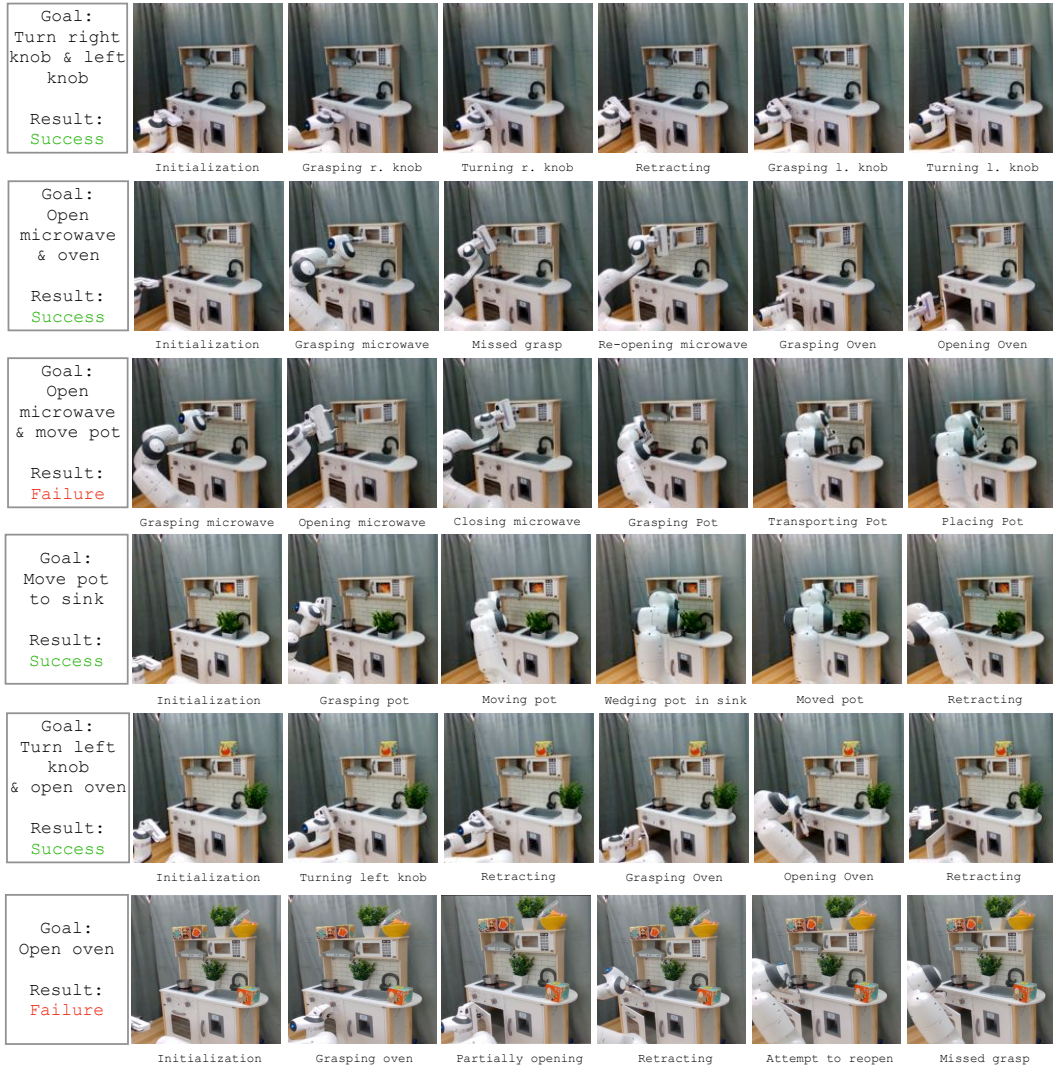 Goal:
Turn right
knob & left
knob
Result:
Success
Initialization
Grasping r. knob
Turning r. knob
Retracting
Grasping l. knob
Turning l. knob
Goal:
Open
microwave
& oven
Result:
Success
Initialization
Grasping microwave
Missed grasp
Re-opening microwave
Grasping Oven
Opening Oven
Goal:
Open
microwave
& move pot
Result:
Failure
Grasping microwave
Opening microwave
Closing microwave
Grasping Pot
Transporting Pot
Placing Pot
Goal:
Move pot
to sink
Result:
Success
Initialization
Grasping pot
Moving pot
Wedging pot in sink
Moved pot
Retracting
Goal:
Turn left
knob
& open oven
Result:
Success
Initialization
Turning left knob
Retracting
Grasping Oven
Opening Oven
Retracting
Goal:
Open oven
Result:
Failure
Initialization
Grasping oven
Partially opening
Retracting
Attempt to reopen
Missed grasp